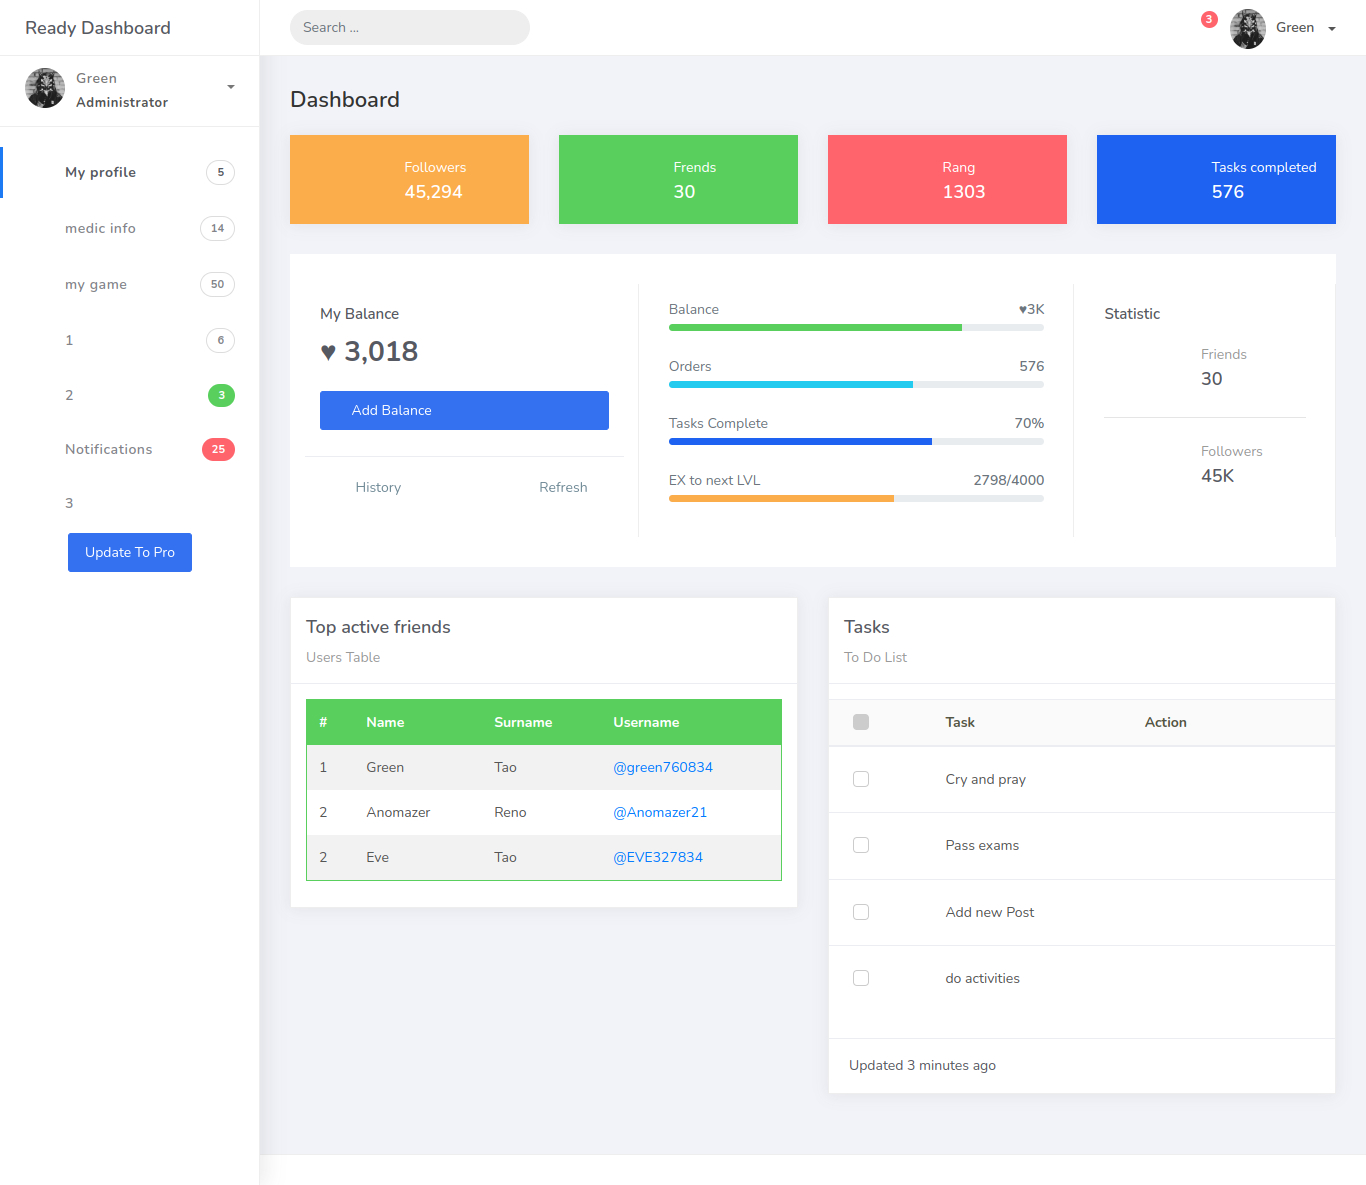 Ready Dashboard
Search ...
3
Green
Green
Administrator
My profile 5
medic info 14
my game 50
1 6
2 3
Notifications 25
3
Update To Pro
Dashboard
Followers
45,294
Frends
30
Rang
1303
Tasks completed
576
My Balance
♥ 3,018
Add Balance
History Refresh
Balance ♥3K
Orders 576
Tasks Complete 70%
EX to next LVL 2798/4000
Statistic
Friends
30
Followers
45K
Top active friends
Users Table
# Name Surname Username
1 Green Tao @green760834
2 Anomazer Reno @Anomazer21
2 Eve Tao @EVE327834
Tasks
To Do List
Task Action
Cry and pray
Pass exams
Add new Post
do activities
Updated 3 minutes ago